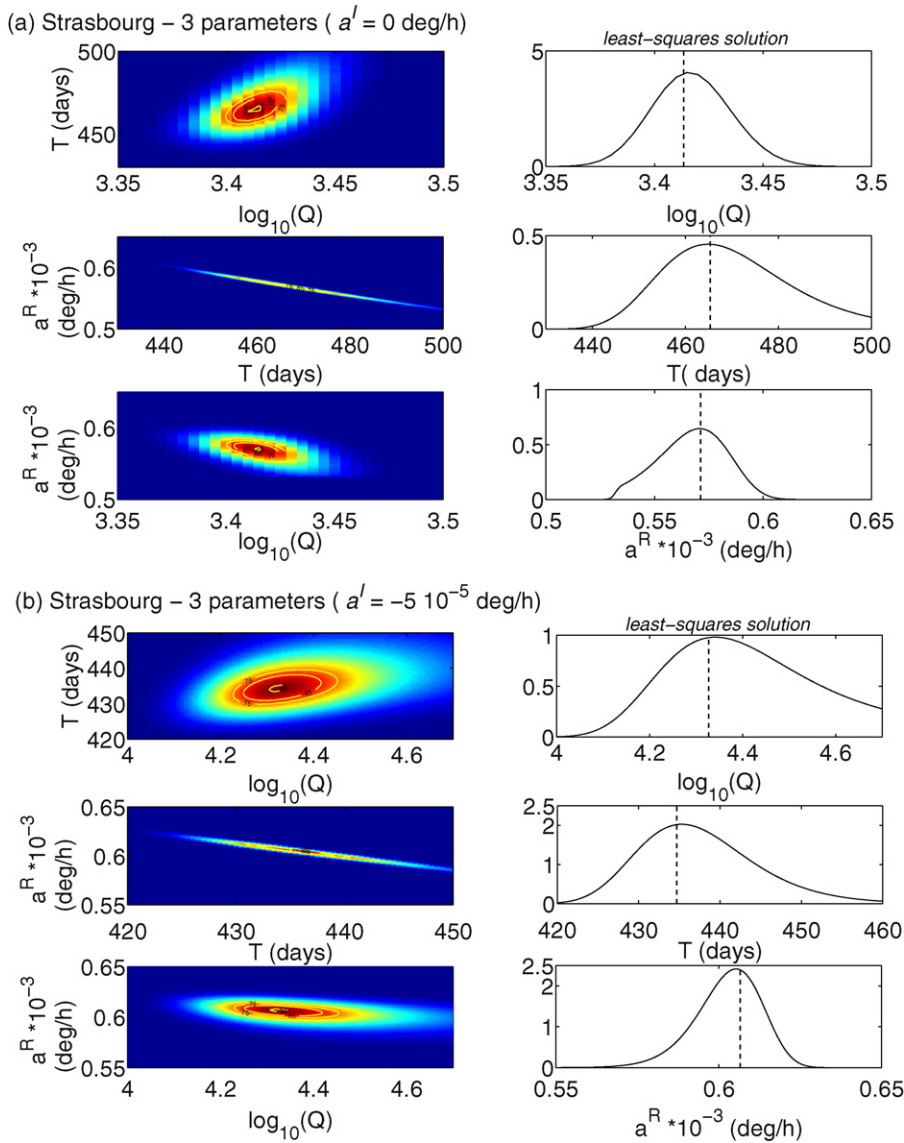 (a) Strasbourg – 3 parameters ( a^I = 0 deg/h)
least–squares solution
T (days)
500
450
3.35 3.4 3.45 3.5
log10(Q)
5
0
3.35 3.4 3.45 3.5
log10(Q)
a^R *10^−3
(deg/h)
0.6
0.5
440 460 480 500
T (days)
0.5
0
440 460 480 500
T( days)
a^R *10^−3
(deg/h)
0.6
0.5
3.35 3.4 3.45 3.5
log10(Q)
1
0.5
0
0.5 0.55 0.6 0.65
a^R *10^−3 (deg/h)
(b) Strasbourg – 3 parameters ( a^I = −5 10^−5 deg/h)
least–squares solution
T (days)
450
440
430
420
75
75
4 4.2 4.4 4.6
log10(Q)
1
0.5
0
4 4.2 4.4 4.6
log10(Q)
a^R *10^−3
(deg/h)
0.65
0.6
0.55
420 430 440 450
T (days)
2.5
2
1
0
420 430 440 450 460
T (days)
a^R *10^−3
(deg/h)
0.65
0.6
0.55
75
75
4 4.2 4.4 4.6
log10(Q)
2.5
2
1
0
0.55 0.6 0.65
a^R *10^−3 (deg/h)